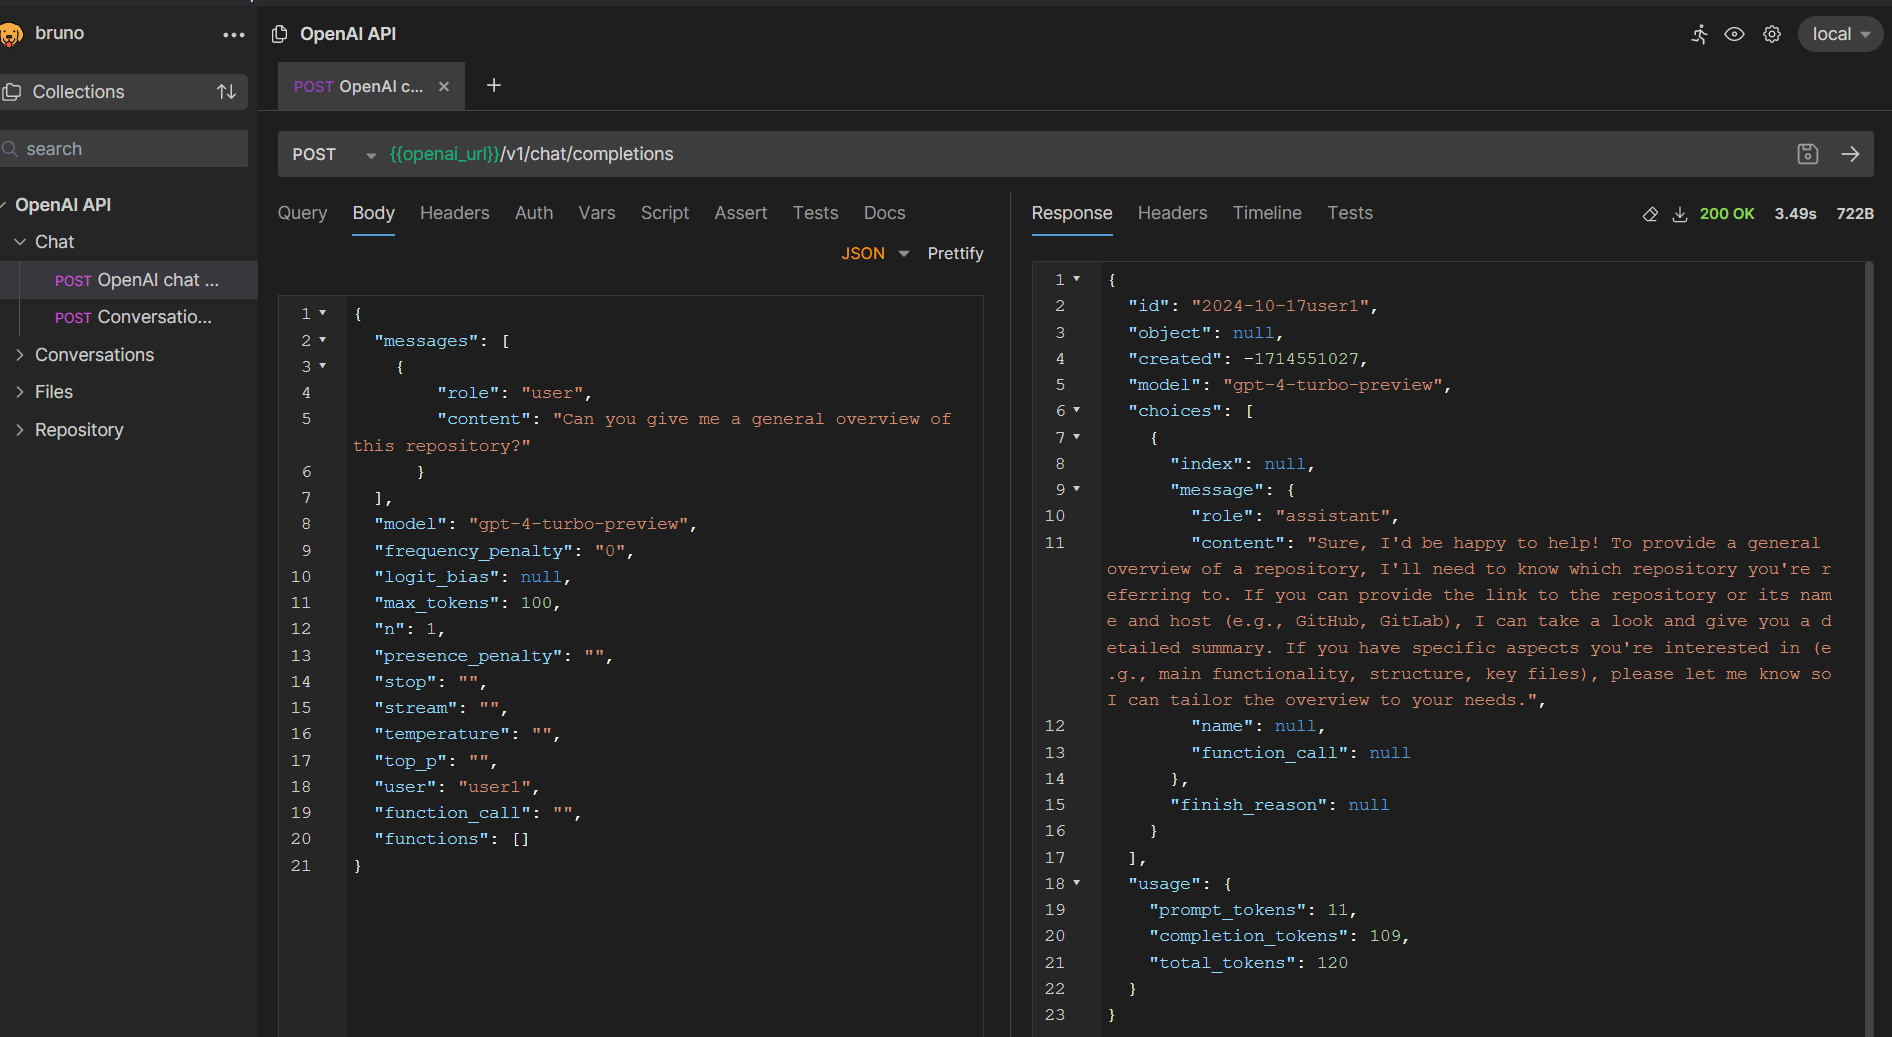 bruno
OpenAI API
local
Collections
POST OpenAI c...
search
POST
{{openai_url}}/v1/chat/completions
OpenAI API
Chat
POST OpenAI chat ...
POST Conversatio...
Conversations
Files
Repository
Query Body Headers Auth Vars Script Assert Tests Docs
JSON Prettify
1 {
2 "messages": [
3 {
4 "role": "user",
5 "content": "Can you give me a general overview of
this repository?"
6 }
7 ],
8 "model": "gpt-4-turbo-preview",
9 "frequency_penalty": "0",
10 "logit_bias": null,
11 "max_tokens": 100,
12 "n": 1,
13 "presence_penalty": "",
14 "stop": "",
15 "stream": "",
16 "temperature": "",
17 "top_p": "",
18 "user": "user1",
19 "function_call": "",
20 "functions": []
21 }
Response Headers Timeline Tests
200 OK 3.49s 722B
1 {
2 "id": "2024-10-17user1",
3 "object": null,
4 "created": -1714551027,
5 "model": "gpt-4-turbo-preview",
6 "choices": [
7 {
8 "index": null,
9 "message": {
10 "role": "assistant",
11 "content": "Sure, I'd be happy to help! To provide a general
overview of a repository, I'll need to know which repository you're r
eferring to. If you can provide the link to the repository or its nam
e and host (e.g., GitHub, GitLab), I can take a look and give you a d
etailed summary. If you have specific aspects you're interested in (e
.g., main functionality, structure, key files), please let me know so
I can tailor the overview to your needs.",
12 "name": null,
13 "function_call": null
14 },
15 "finish_reason": null
16 }
17 ],
18 "usage": {
19 "prompt_tokens": 11,
20 "completion_tokens": 109,
21 "total_tokens": 120
22 }
23 }